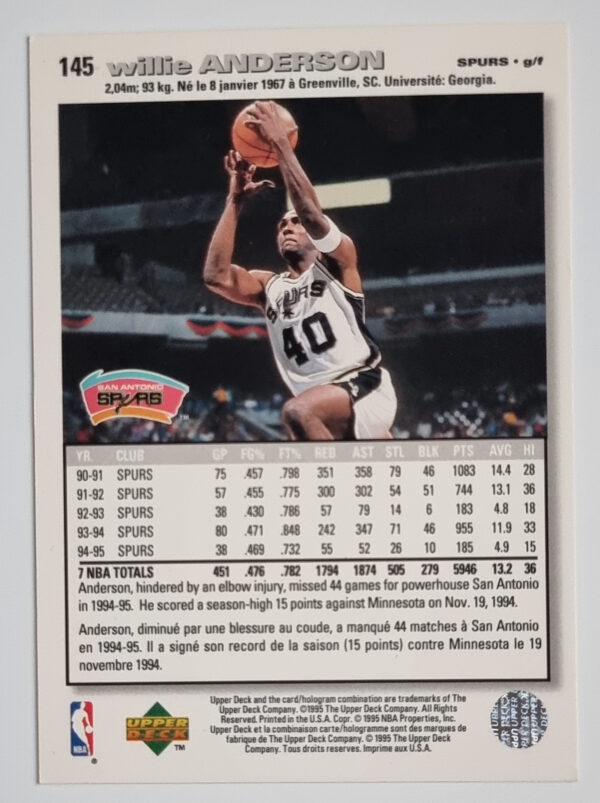 145 willie ANDERSON SPURS • g/f
2,04m; 93 kg. Né le 8 janvier 1967 à Greenville, SC. Université: Georgia.
SPURS
40
SAN ANTONIO
SPURS
TM
YR. CLUB GP FG% FT% REB AST STL BLK PTS AVG HI
90-91 SPURS 75 .457 .798 351 358 79 46 1083 14.4 28
91-92 SPURS 57 .455 .775 300 302 54 51 744 13.1 36
92-93 SPURS 38 .430 .786 57 79 14 6 183 4.8 18
93-94 SPURS 80 .471 .848 242 347 71 46 955 11.9 33
94-95 SPURS 38 .469 .732 55 52 26 10 185 4.9 15
7 NBA TOTALS 451 .476 .782 1794 1874 505 279 5946 13.2 36
Anderson, hindered by an elbow injury, missed 44 games for powerhouse San Antonio
in 1994-95. He scored a season-high 15 points against Minnesota on Nov. 19, 1994.
Anderson, diminué par une blessure au coude, a manqué 44 matches à San Antonio
en 1994-95. Il a signé son record de la saison (15 points) contre Minnesota le 19
novembre 1994.
NBA
®
UPPER
DECK
TM
Upper Deck and the card/hologram combination are trademarks of The
Upper Deck Company. ©1995 The Upper Deck Company. All Rights
Reserved. Printed in the U.S.A. Copr. © 1995 NBA Properties, Inc.
Upper Deck et la combinaison carte/hologramme sont des marques de
fabrique de The Upper Deck Company. © 1995 The Upper Deck
Company. Tous droits reserves. Imprime aux U.S.A.